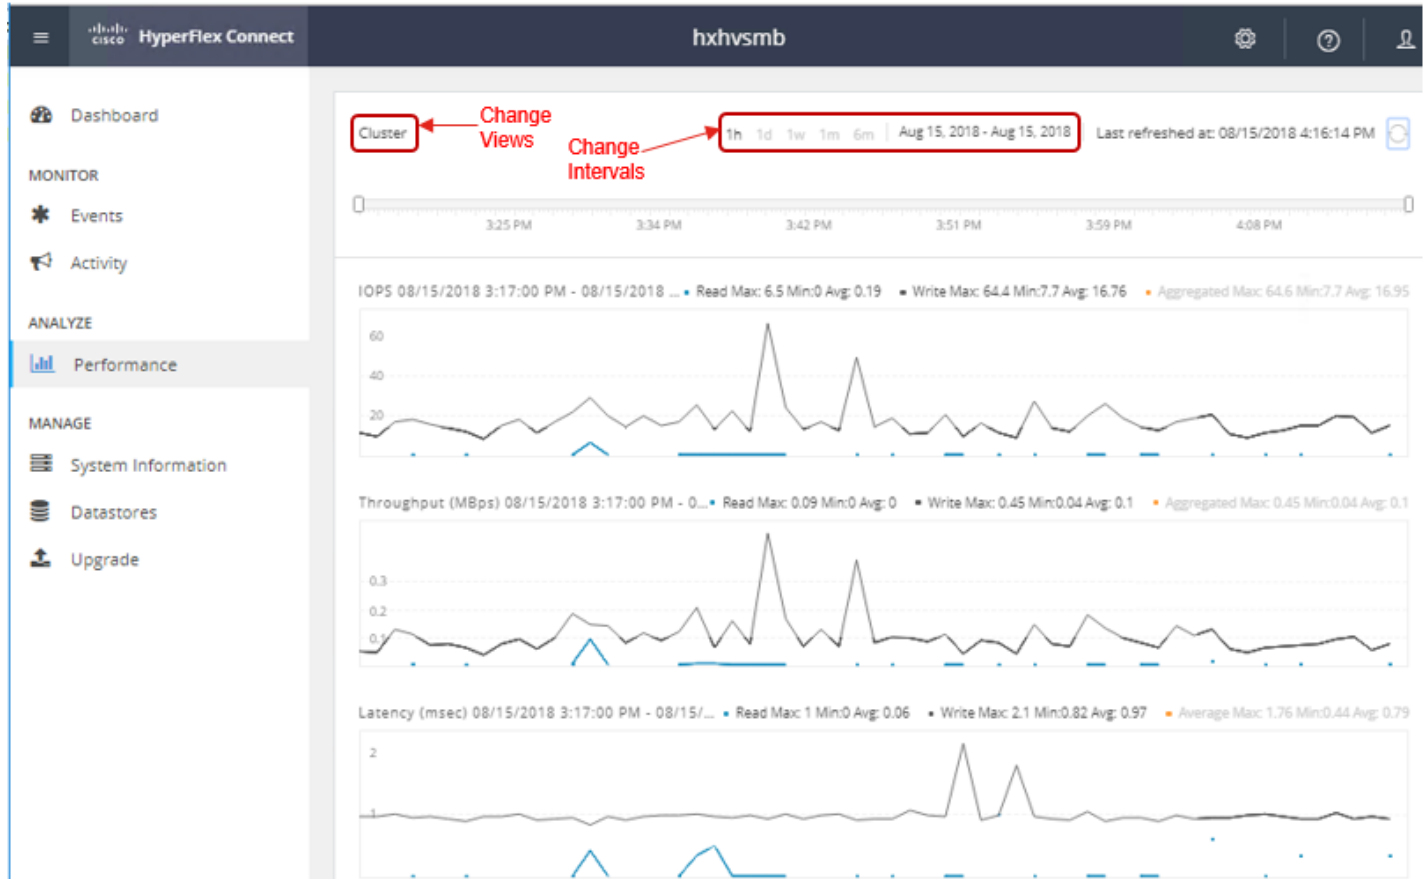 cisco HyperFlex Connect
hxhvsmb
Dashboard
MONITOR
Events
Activity
ANALYZE
Performance
MANAGE
System Information
Datastores
Upgrade
Cluster
Change
Views
Change
Intervals
1h 1d 1w 1m 6m Aug 15, 2018 - Aug 15, 2018 Last refreshed at: 08/15/2018 4:16:14 PM
3:25 PM 3:34 PM 3:42 PM 3:51 PM 3:59 PM 4:08 PM
IOPS 08/15/2018 3:17:00 PM - 08/15/2018 ... • Read Max: 6.5 Min:0 Avg: 0.19 • Write Max: 64.4 Min:7.7 Avg: 16.76 • Aggregated Max: 64.6 Min:7.7 Avg: 16.95
60
40
20
Throughput (MBps) 08/15/2018 3:17:00 PM - 0... • Read Max: 0.09 Min:0 Avg: 0 • Write Max: 0.45 Min:0.04 Avg: 0.1 • Aggregated Max: 0.45 Min:0.04 Avg: 0.1
0.3
0.2
0.1
Latency (msec) 08/15/2018 3:17:00 PM - 08/15/... • Read Max: 1 Min:0 Avg: 0.06 • Write Max: 2.1 Min:0.82 Avg: 0.97 • Average Max: 1.76 Min:0.44 Avg: 0.79
2
1